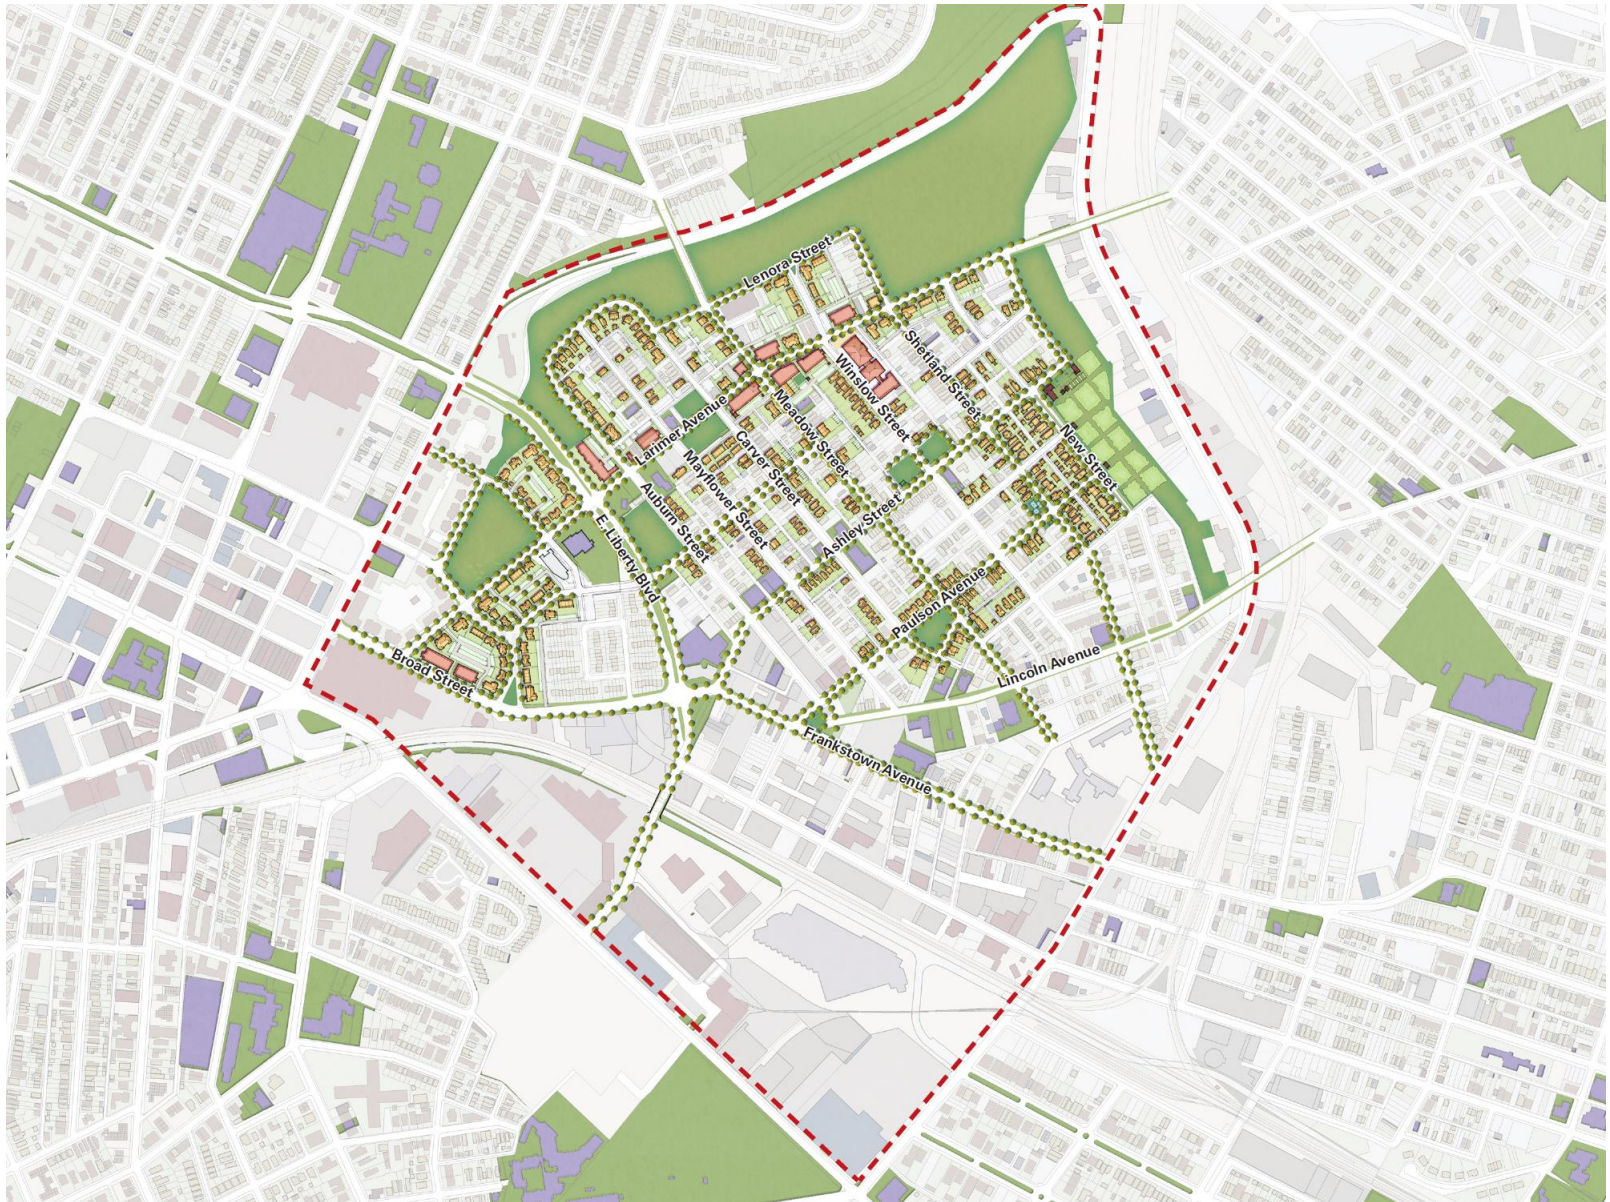 Lenora Street
Shetland Street
Winslow Street
Larimer Avenue
Meadow Street
Carver Street
Mayflower Street
New Street
Auburn Street
Ashley Street
E. Liberty Blvd
Paulson Avenue
Broad Street
Lincoln Avenue
Frankstown Avenue